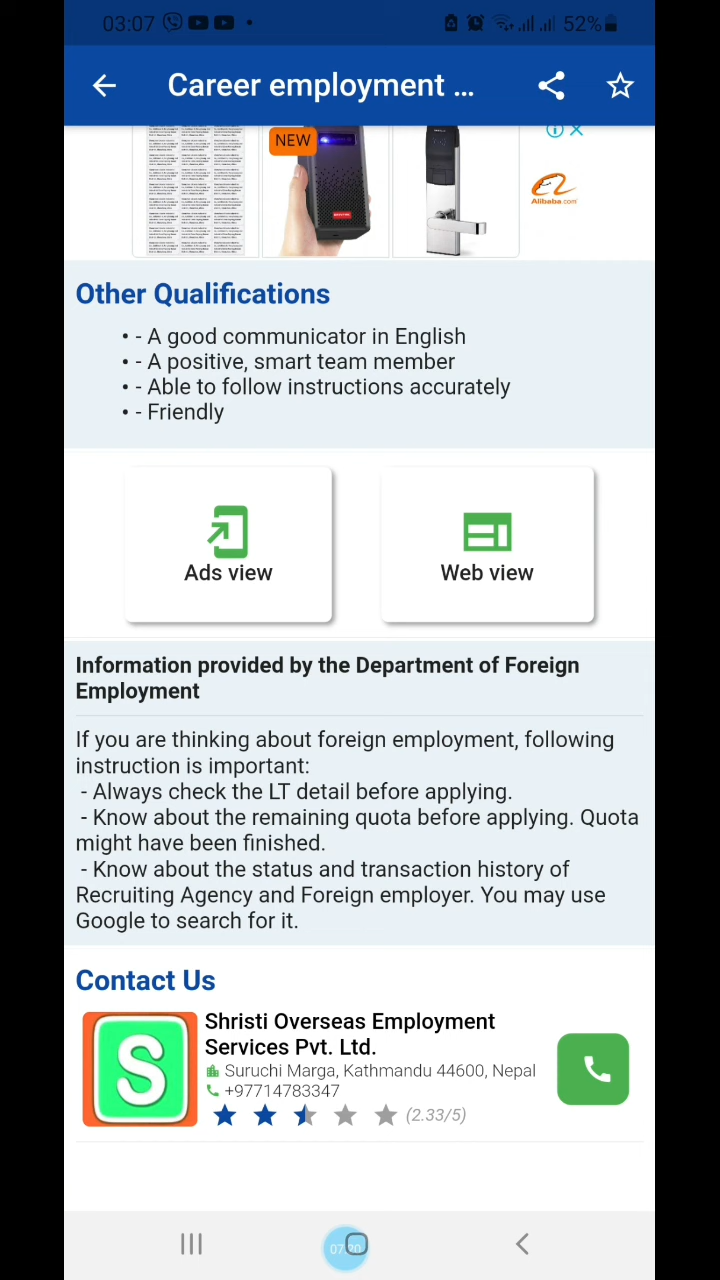 03:07 52%
Career employment ...
NEW
Alibaba.com
Other Qualifications
• - A good communicator in English
• - A positive, smart team member
• - Able to follow instructions accurately
• - Friendly
Ads view Web view
Information provided by the Department of Foreign
Employment
If you are thinking about foreign employment, following
instruction is important:
- Always check the LT detail before applying.
- Know about the remaining quota before applying. Quota
might have been finished.
- Know about the status and transaction history of
Recruiting Agency and Foreign employer. You may use
Google to search for it.
Contact Us
S
Shristi Overseas Employment
Services Pvt. Ltd.
Suruchi Marga, Kathmandu 44600, Nepal
+97714783347
(2.33/5)